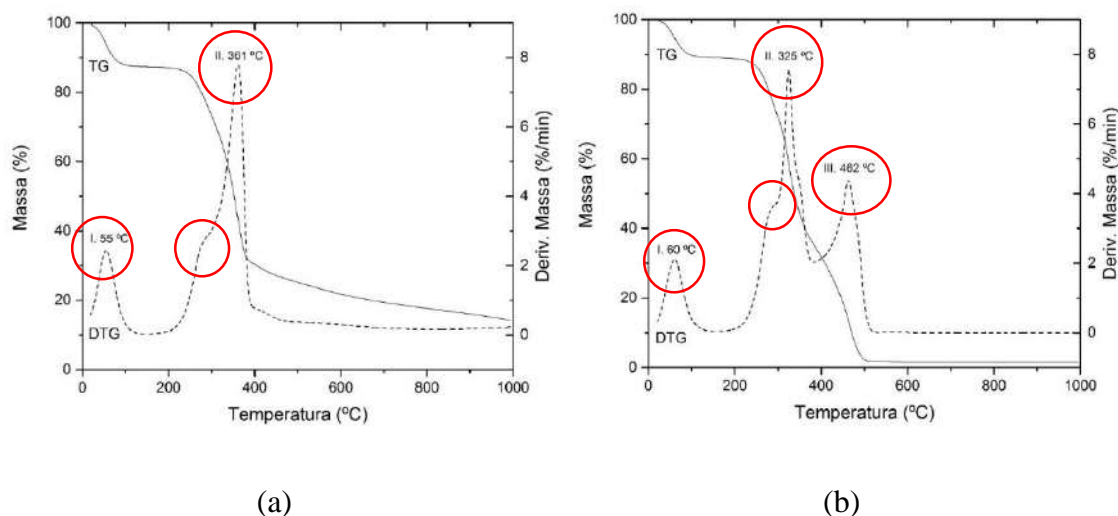 100
80
60
40
20
0
Massa (%)
TG
DTG
I. 55 ºC
II. 361 ºC
8
6
4
2
0
Deriv. Massa (%/min)
0 200 400 600 800 1000
Temperatura (ºC)
(a)
100
80
60
40
20
0
Massa (%)
TG
DTG
I. 60 ºC
II. 325 ºC
III. 462 ºC
8
6
4
2
0
Deriv. Massa (%/min)
0 200 400 600 800 1000
Temperatura (ºC)
(b)